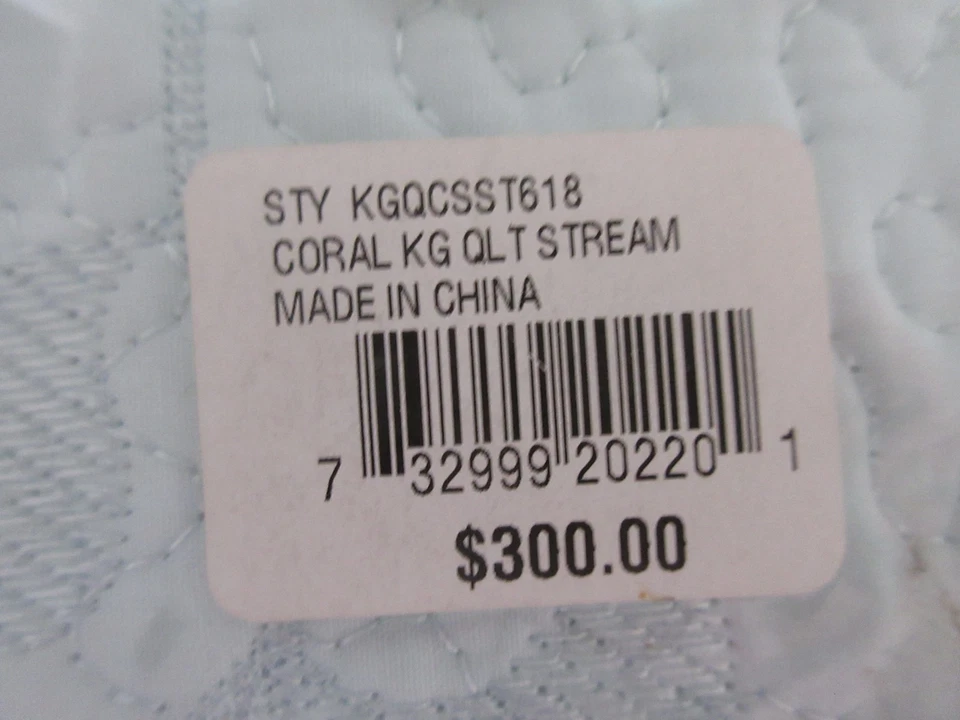 STY KGQCSST618
CORAL KG QLT STREAM
MADE IN CHINA
7 32999 20220 1
$300.00